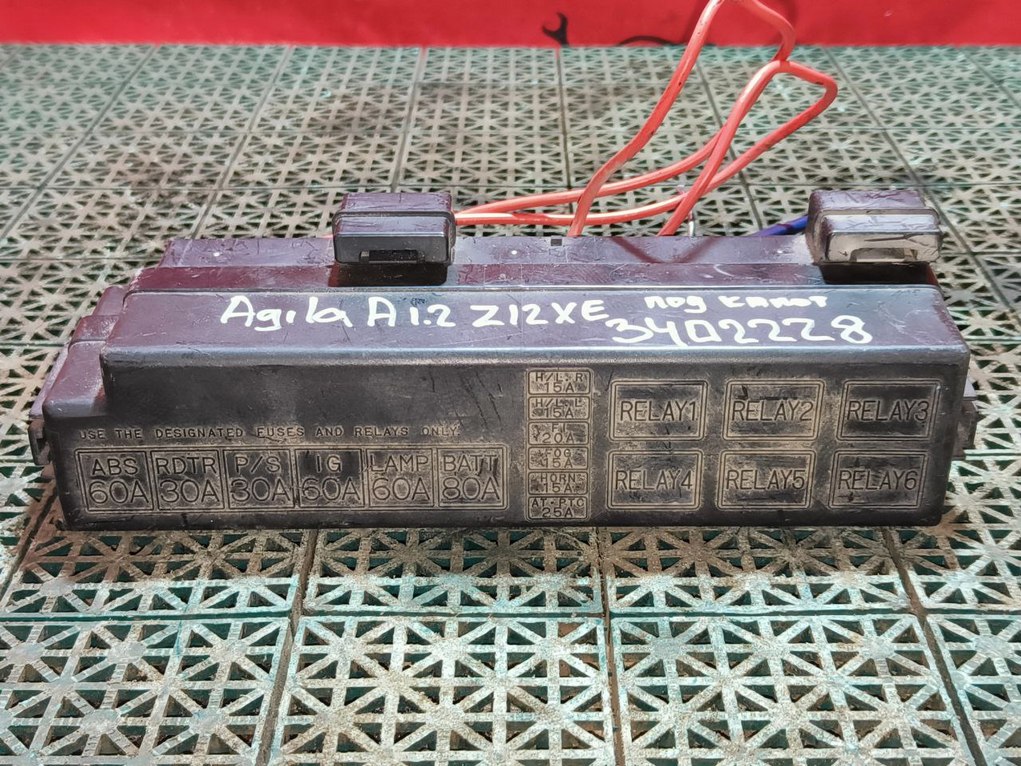 Agila A 1.2 Z12XE под капот
3402228
H/L R
15A
H/L L
15A
FI
20A
FOG
15A
HORN
15A
25A
RELAY1 RELAY2 RELAY3
RELAY4 RELAY5 RELAY6
USE THE DESIGNATED FUSES AND RELAYS ONLY.
ABS RDTR P/S IG LAMP BATT
60A 30A 30A 60A 60A 80A